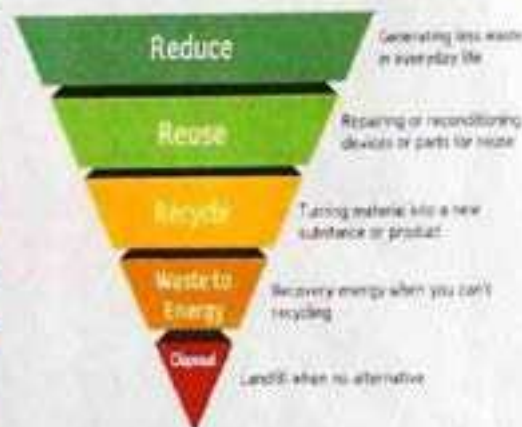 Reduce
Generating less waste
in everyday life
Reuse
Repairing or reconditioning
devices or parts for reuse
Recycle
Turning material into a new
substance or product
Waste to
Energy
Recovery energy when you can't
recycling
Disposal
Landfill when no alternative